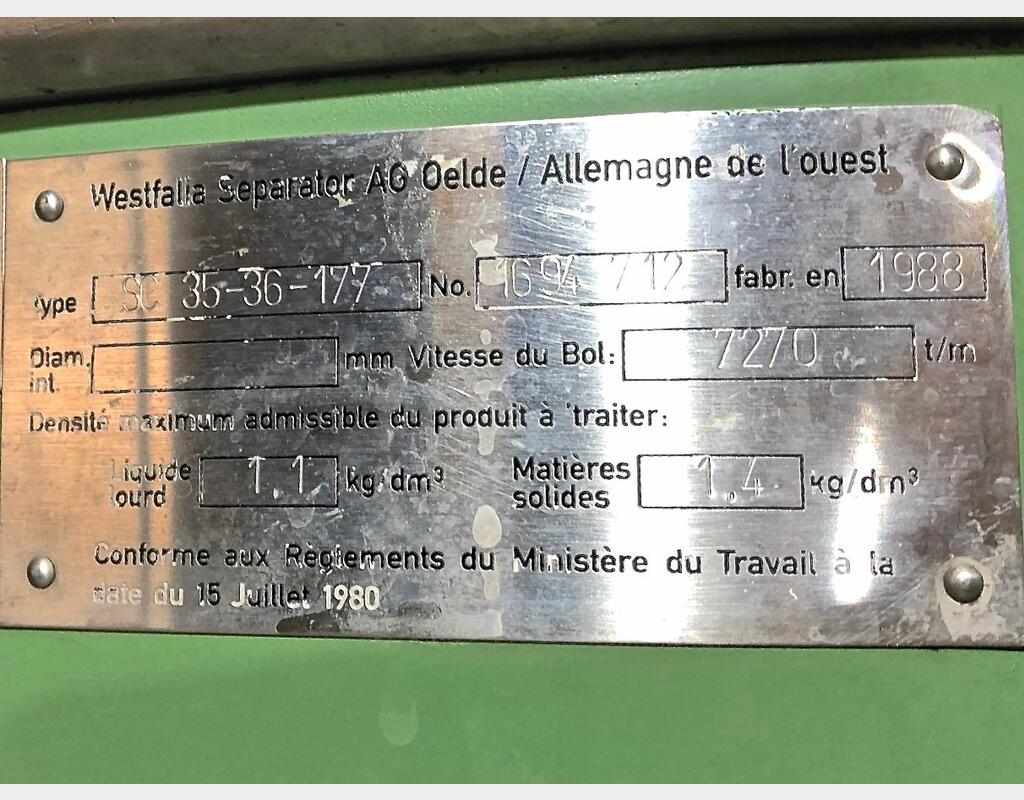 Westfalia Separator AG Oelde / Allemagne de l'ouest
Type SC 35-36-177 No. 1694 712 fabr. en 1988
Diam. int. mm Vitesse du Bol: 7270 t/m
Densité maximum admissible du produit à traiter:
Liquide lourd 1.1 kg/dm³ Matières solides 1.4 kg/dm³
Conforme aux Règlements du Ministère du Travail à la
date du 15 Juillet 1980